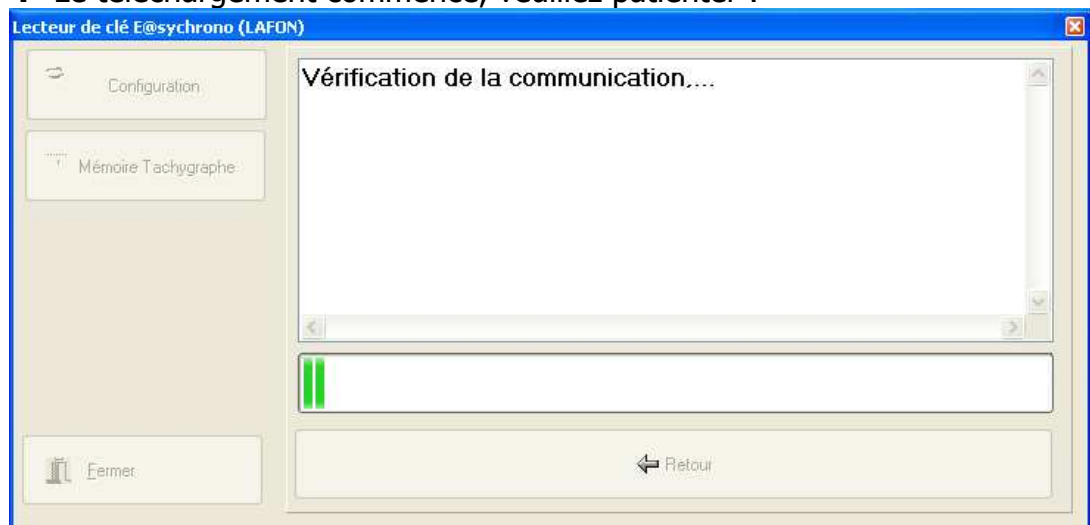 Le téléchargement commence, veuillez patienter :
Lecteur de clé E@sychrono (LAFON)
Configuration
Mémoire Tachygraphe
Vérification de la communication,...
Fermer
Retour